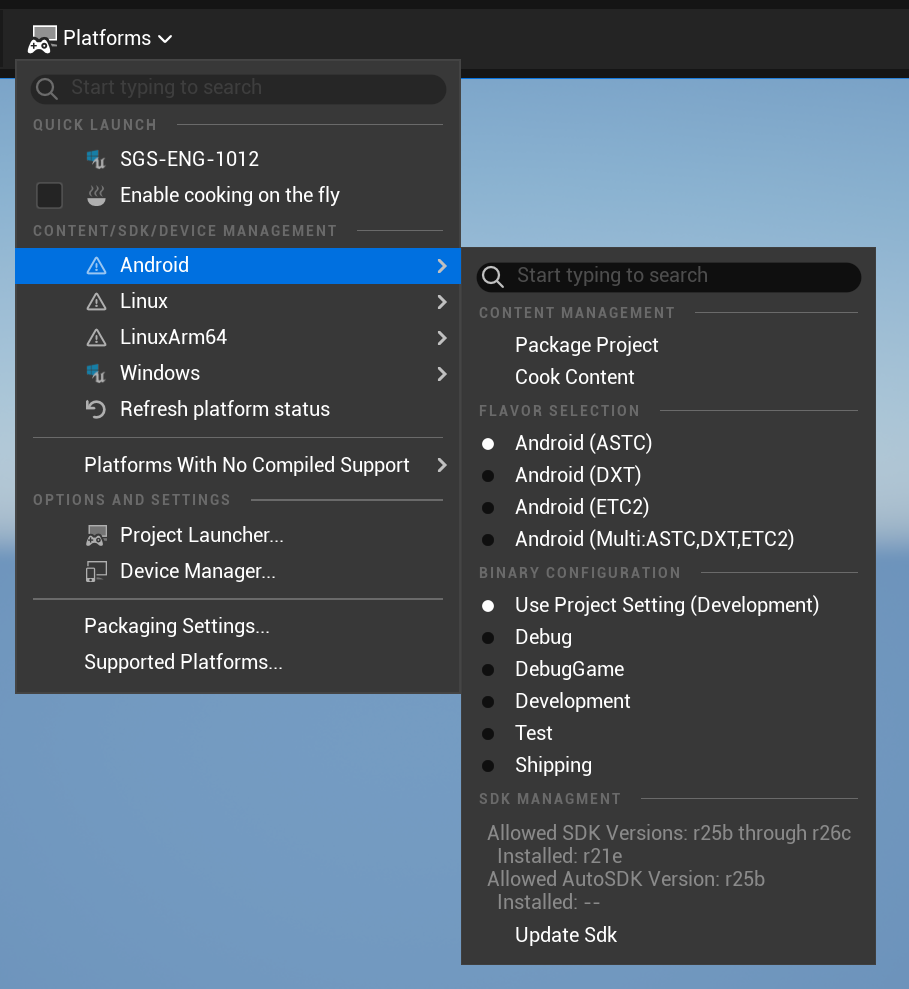 Platforms
Start typing to search
QUICK LAUNCH
SGS-ENG-1012
Enable cooking on the fly
CONTENT/SDK/DEVICE MANAGEMENT
Android
Linux
LinuxArm64
Windows
Refresh platform status
Platforms With No Compiled Support
OPTIONS AND SETTINGS
Project Launcher...
Device Manager...
Packaging Settings...
Supported Platforms...
Start typing to search
CONTENT MANAGEMENT
Package Project
Cook Content
FLAVOR SELECTION
Android (ASTC)
Android (DXT)
Android (ETC2)
Android (Multi:ASTC,DXT,ETC2)
BINARY CONFIGURATION
Use Project Setting (Development)
Debug
DebugGame
Development
Test
Shipping
SDK MANAGMENT
Allowed SDK Versions: r25b through r26c
Installed: r21e
Allowed AutoSDK Version: r25b
Installed: --
Update Sdk